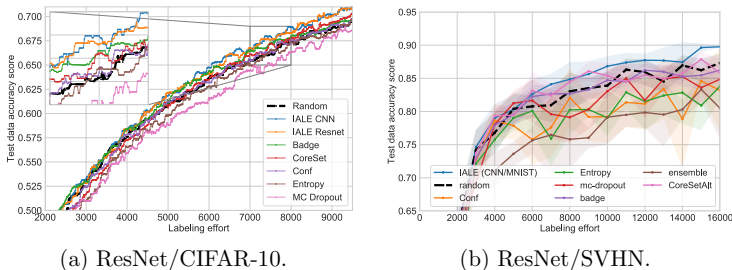 0.700
0.675
0.650
0.625
0.600
0.575
0.550
0.525
0.500
Test data accuracy score
Random
IALE CNN
IALE Resnet
Badge
CoreSet
Conf
Entropy
MC Dropout
2000 3000 4000 5000 6000 7000 8000 9000
Labeling effort
(a) ResNet/CIFAR-10.
0.95
0.90
0.85
0.80
0.75
0.70
0.65
Test data accuracy score
IALE (CNN/MNIST)
random
Conf
Entropy
mc-dropout
badge
ensemble
CoreSetAlt
0 2000 4000 6000 8000 10000 12000 14000 16000
Labeling effort
(b) ResNet/SVHN.